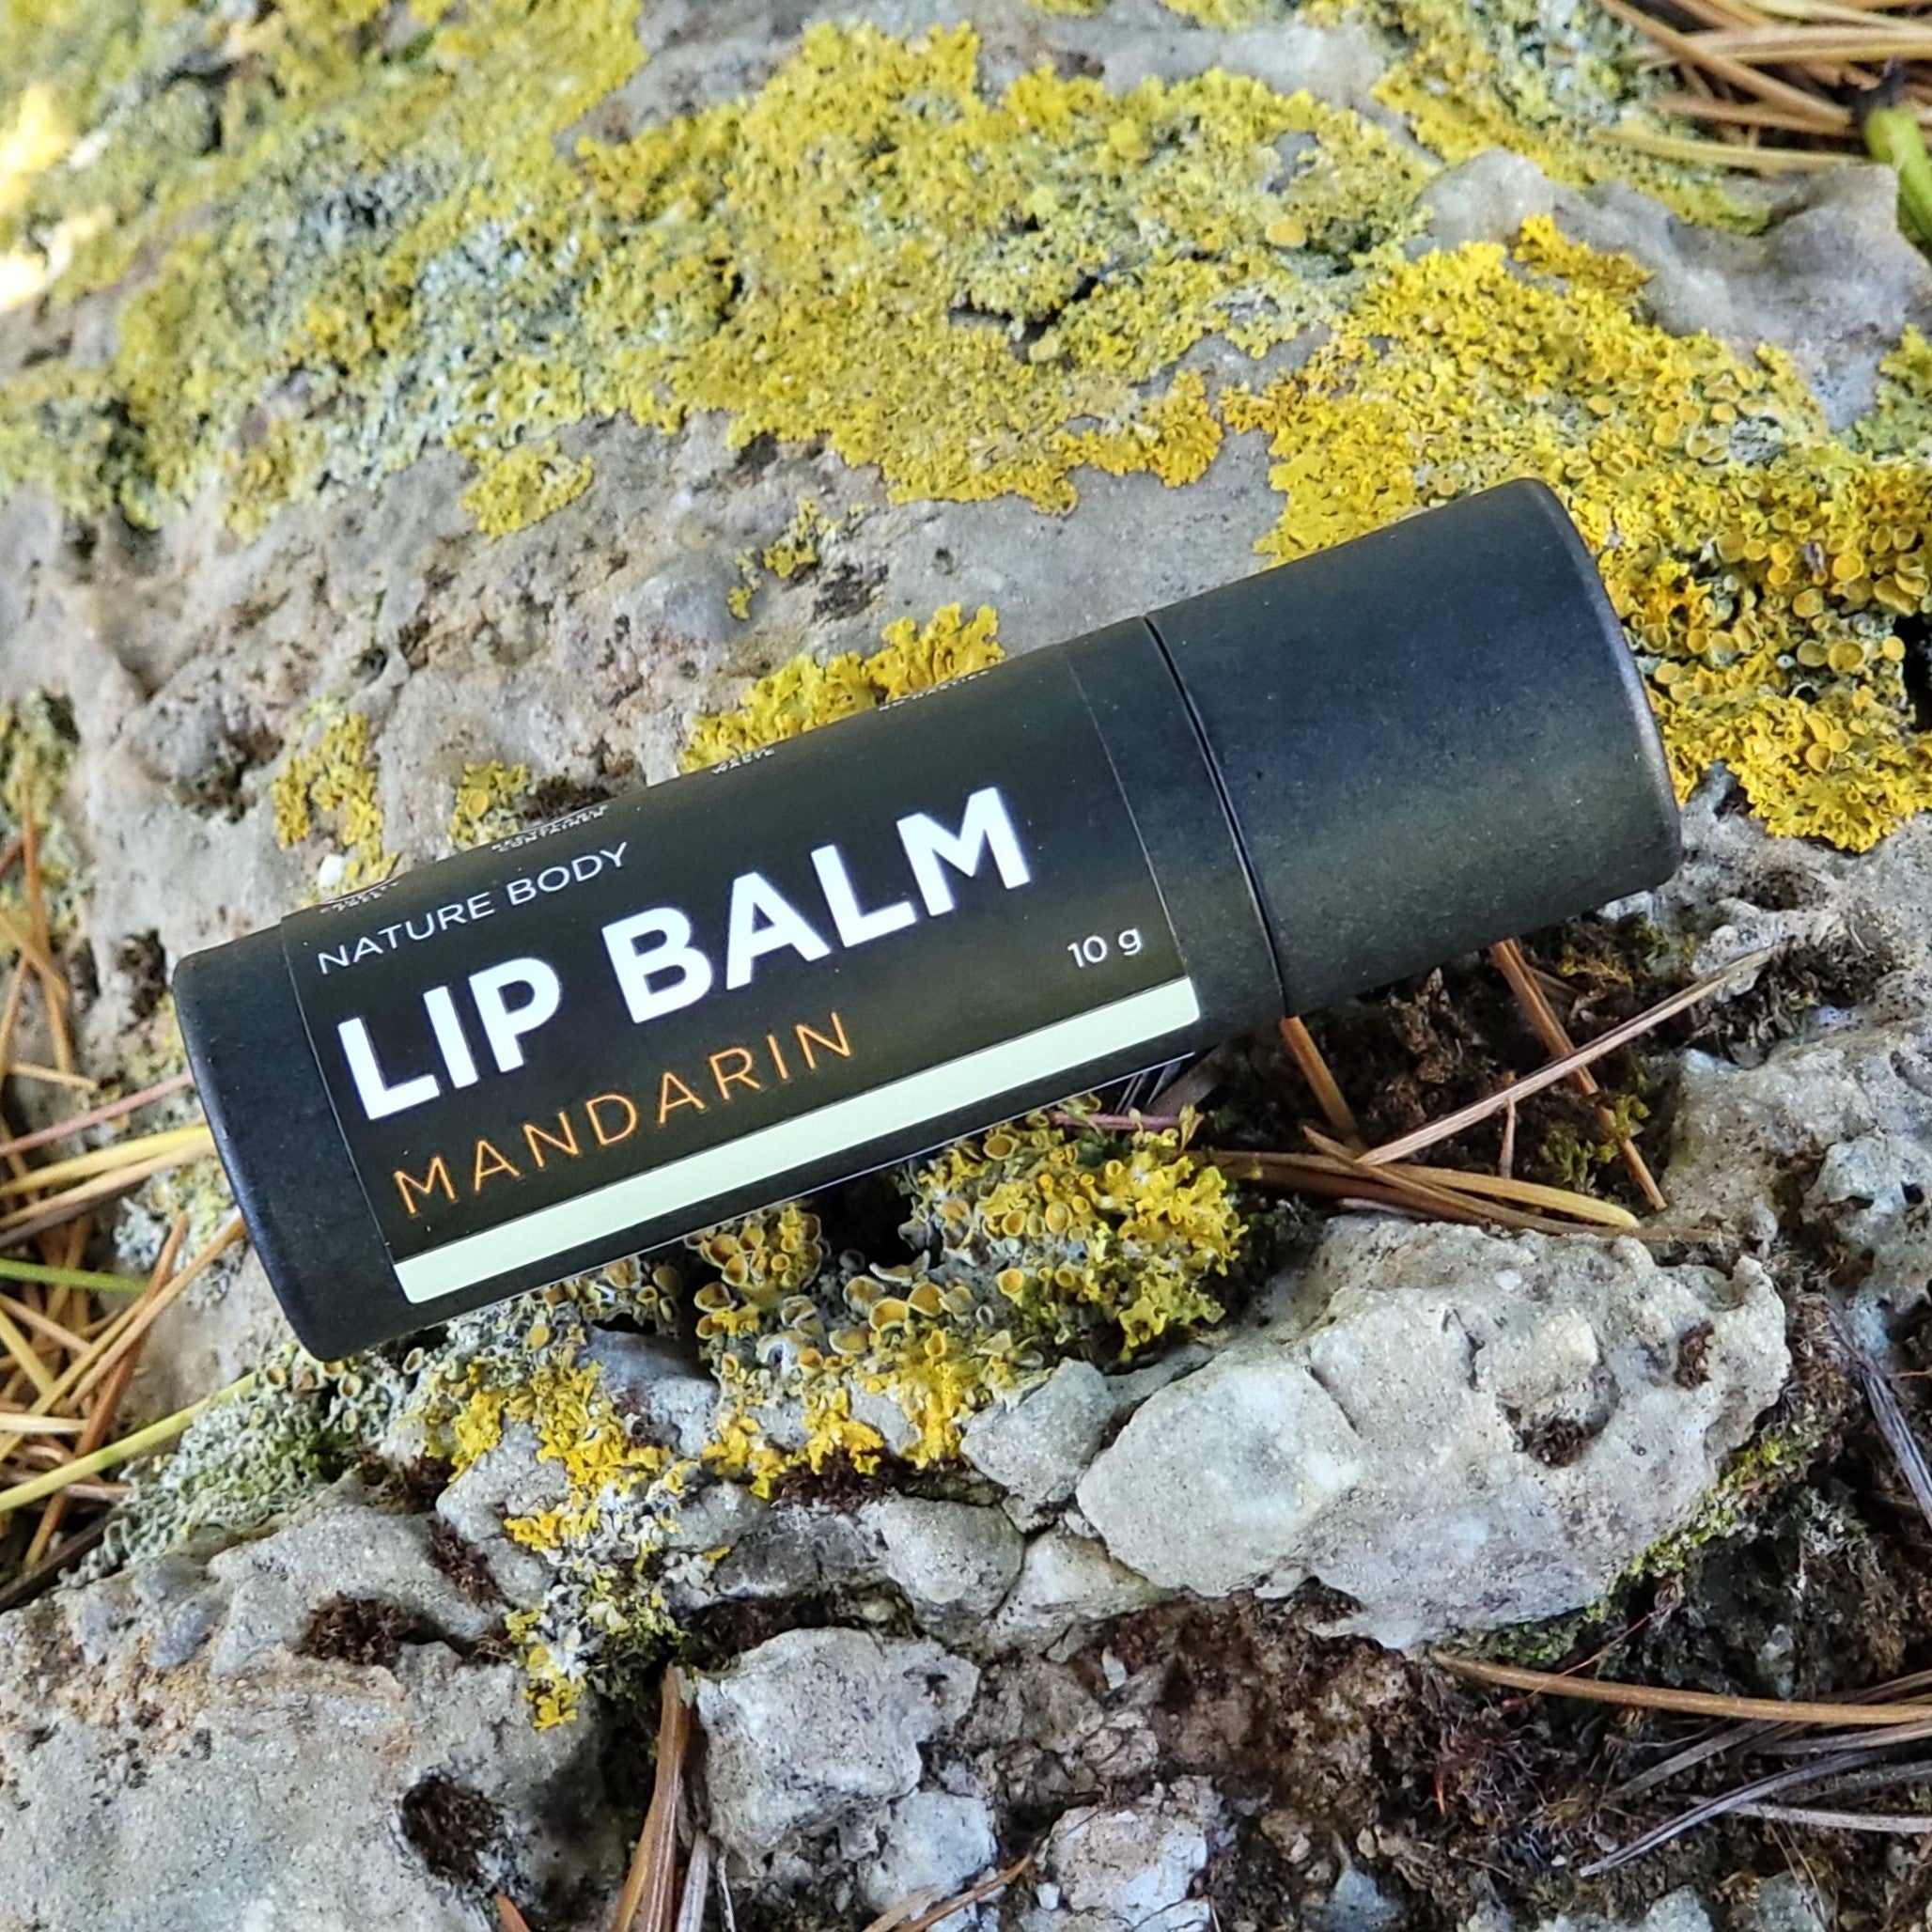 NATURE BODY
LIP BALM
10 g
MANDARIN